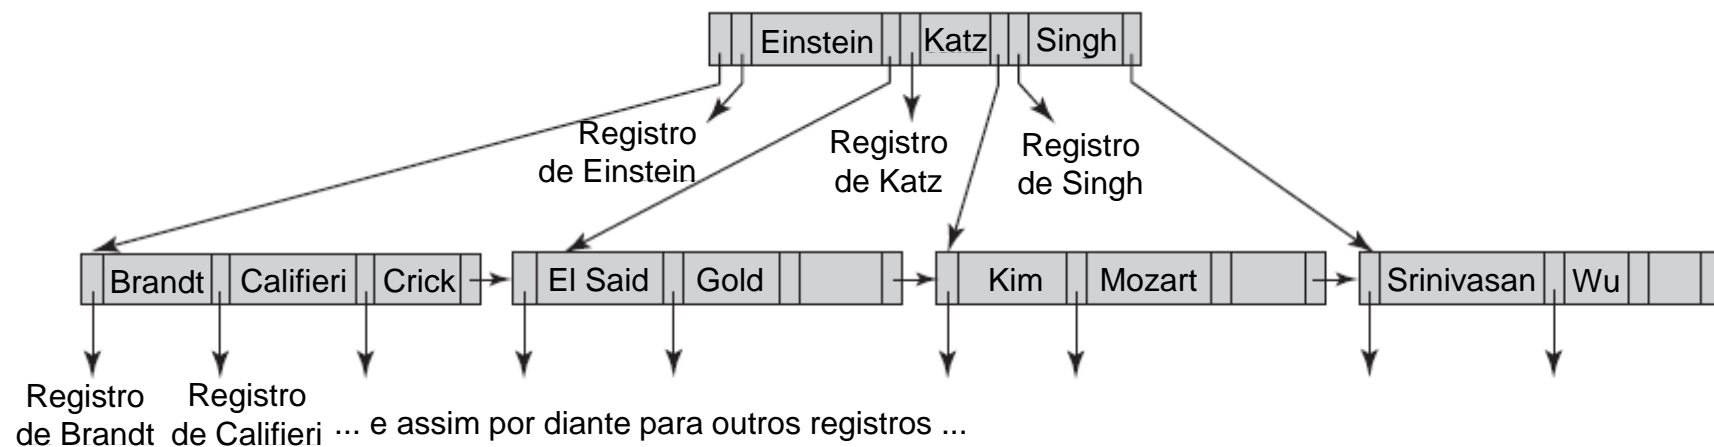 Einstein Katz Singh
Registro
de Einstein
Registro
de Katz
Registro
de Singh
Brandt Califieri Crick El Said Gold Kim Mozart Srinivasan Wu
Registro
de Brandt
Registro
de Califieri
... e assim por diante para outros registros ...